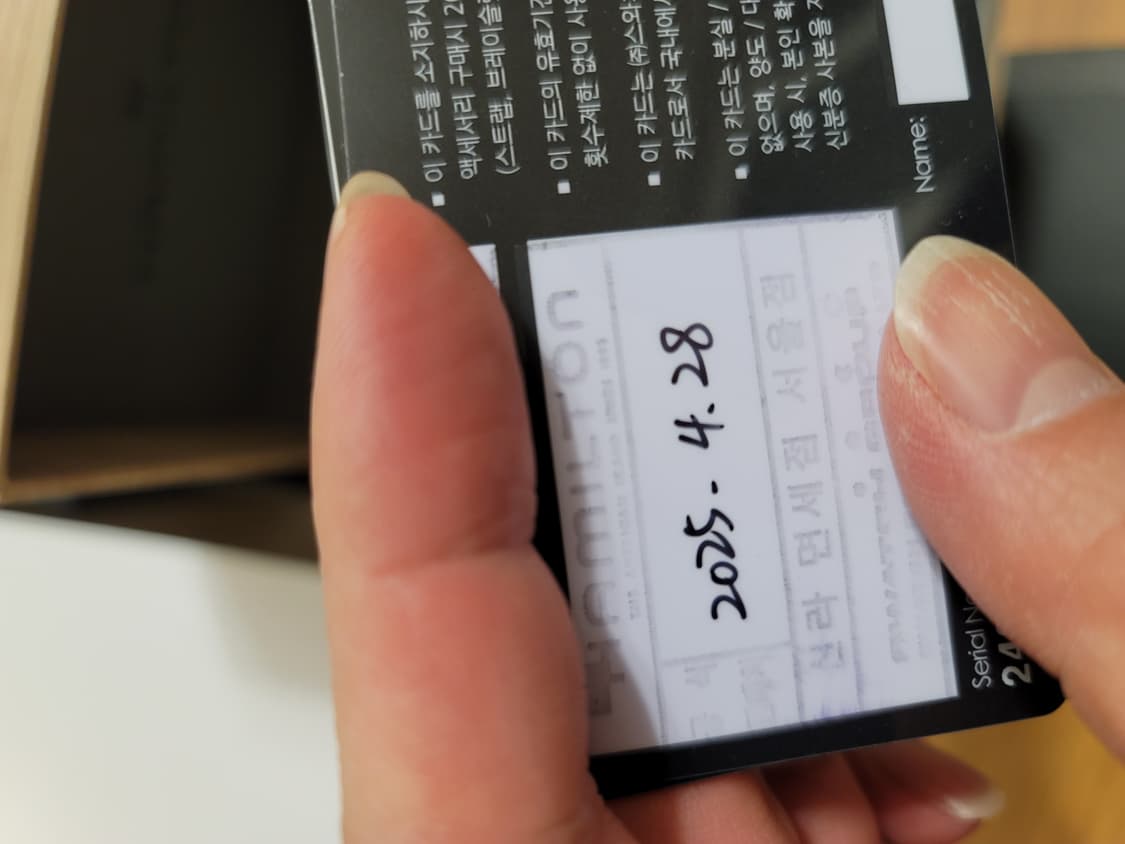 ■ 이 카드를 소지하시
액세서리 구매시 2
(스트랩, 브레이슬
■ 이 카드의 유효기간
횟수제한 없이 사용
■ 이 카드는 ㈜스와
카드로서 국내에
■ 이 카드는 분실 /
없으며, 양도 / 대
사용 시, 본인 확
신분증 사본을 지
Name:
HAMILTON
2025. 4. 28
신라 면세점 서울점
SWATCH GROUP
Serial No
24